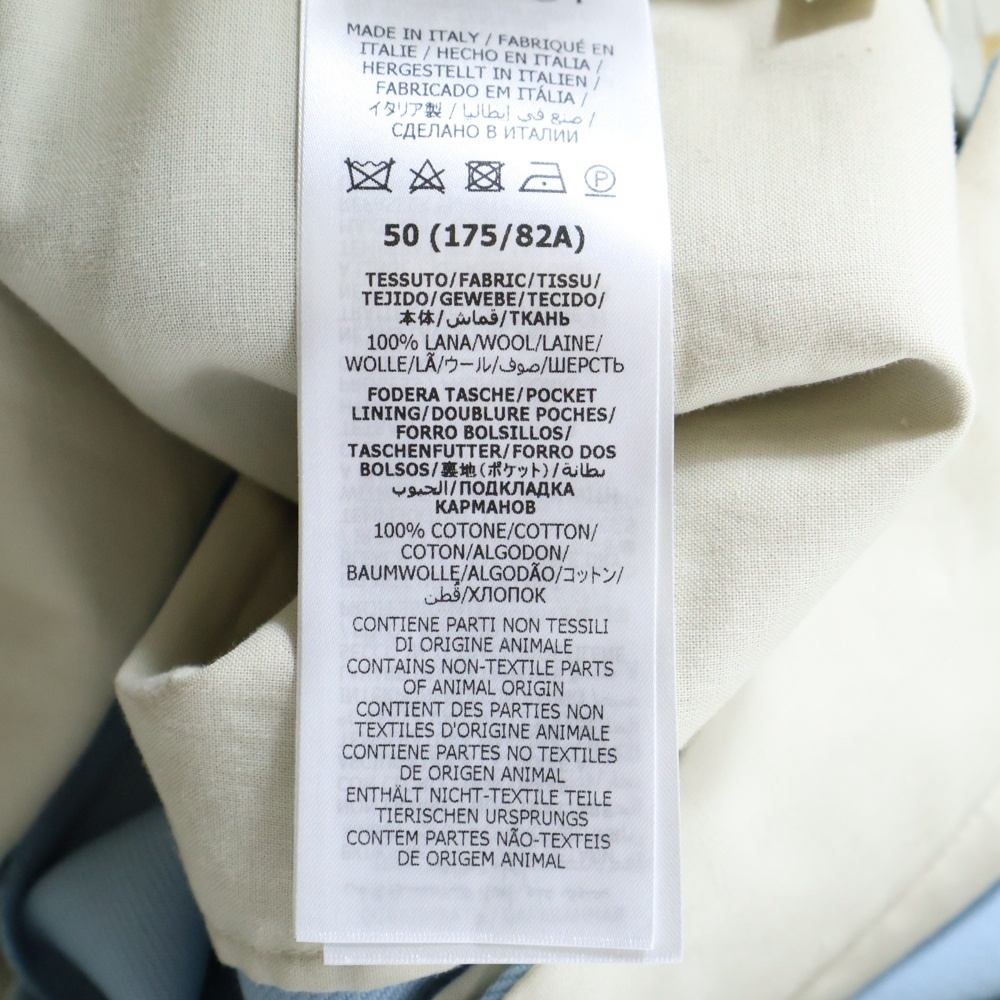 MADE IN ITALY / FABRIQUÉ EN
ITALIE / HECHO EN ITALIA /
HERGESTELLT IN ITALIEN /
FABRICADO EM ITÁLIA /
イタリア製 / صنع في إيطاليا /
СДЕЛАНО В ИТАЛИИ
P
50 (175/82A)
TESSUTO/FABRIC/TISSU/
TEJIDO/GEWEBE/TECIDO/
本体/قماش/ТКАНЬ
100% LANA/WOOL/LAINE/
WOLLE/LÃ/ウール/صوف/ШЕРСТЬ
FODERA TASCHE/POCKET
LINING/DOUBLURE POCHES/
FORRO BOLSILLOS/
TASCHENFUTTER/FORRO DOS
BOLSOS/裏地(ポケット)/بطانة
الجيوب/ПОДКЛАДКА
КАРМАНОВ
100% COTONE/COTTON/
COTON/ALGODON/
BAUMWOLLE/ALGODÃO/コットン/
قطن/ХЛОПОК
CONTIENE PARTI NON TESSILI
DI ORIGINE ANIMALE
CONTAINS NON-TEXTILE PARTS
OF ANIMAL ORIGIN
CONTIENT DES PARTIES NON
TEXTILES D'ORIGINE ANIMALE
CONTIENE PARTES NO TEXTILES
DE ORIGEN ANIMAL
ENTHÄLT NICHT-TEXTILE TEILE
TIERISCHEN URSPRUNGS
CONTEM PARTES NÃO-TEXTEIS
DE ORIGEM ANIMAL